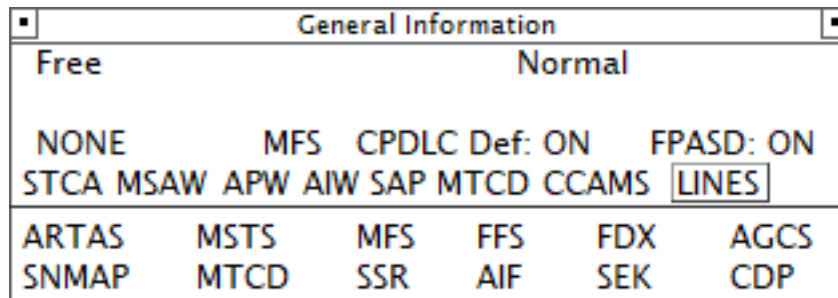 General Information
Free Normal
NONE MFS CPDLC Def: ON FPASD: ON
STCA MSAW APW AIW SAP MTCD CCAMS LINES
ARTAS MSTS MFS FFS FDX AGCS
SNMAP MTCD SSR AIF SEK CDP